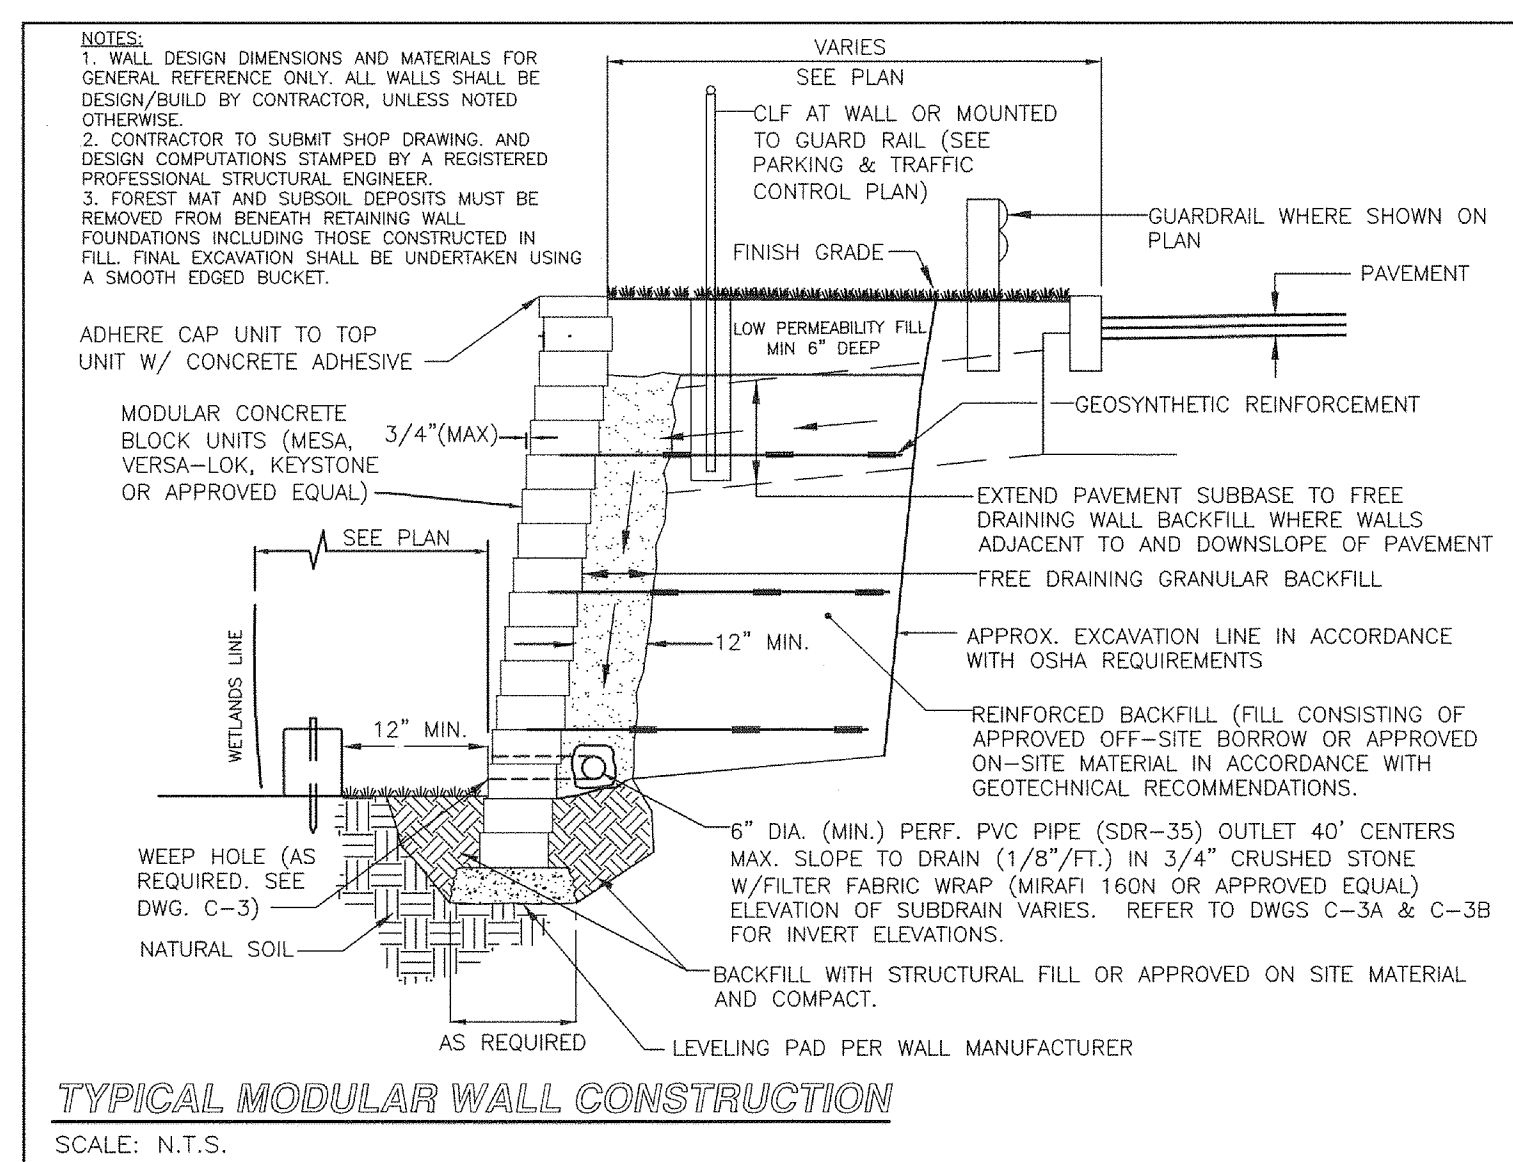 NOTES:
1. WALL DESIGN DIMENSIONS AND MATERIALS FOR
GENERAL REFERENCE ONLY. ALL WALLS SHALL BE
DESIGN/BUILD BY CONTRACTOR, UNLESS NOTED
OTHERWISE.
2. CONTRACTOR TO SUBMIT SHOP DRAWING. AND
DESIGN COMPUTATIONS STAMPED BY A REGISTERED
PROFESSIONAL STRUCTURAL ENGINEER.
3. FOREST MAT AND SUBSOIL DEPOSITS MUST BE
REMOVED FROM BENEATH RETAINING WALL
FOUNDATIONS INCLUDING THOSE CONSTRUCTED IN
FILL. FINAL EXCAVATION SHALL BE UNDERTAKEN USING
A SMOOTH EDGED BUCKET.
VARIES
SEE PLAN
CLF AT WALL OR MOUNTED
TO GUARD RAIL (SEE
PARKING & TRAFFIC
CONTROL PLAN)
GUARDRAIL WHERE SHOWN ON
PLAN
FINISH GRADE
PAVEMENT
ADHERE CAP UNIT TO TOP
UNIT W/ CONCRETE ADHESIVE
LOW PERMEABILITY FILL
MIN 6" DEEP
MODULAR CONCRETE
BLOCK UNITS (MESA,
VERSA-LOK, KEYSTONE
OR APPROVED EQUAL)
3/4"(MAX)
GEOSYNTHETIC REINFORCEMENT
EXTEND PAVEMENT SUBBASE TO FREE
DRAINING WALL BACKFILL WHERE WALLS
ADJACENT TO AND DOWNSLOPE OF PAVEMENT
SEE PLAN
FREE DRAINING GRANULAR BACKFILL
12" MIN.
APPROX. EXCAVATION LINE IN ACCORDANCE
WITH OSHA REQUIREMENTS
WETLANDS LINE
12" MIN.
REINFORCED BACKFILL (FILL CONSISTING OF
APPROVED OFF-SITE BORROW OR APPROVED
ON-SITE MATERIAL IN ACCORDANCE WITH
GEOTECHNICAL RECOMMENDATIONS.
6" DIA. (MIN.) PERF. PVC PIPE (SDR-35) OUTLET 40' CENTERS
MAX. SLOPE TO DRAIN (1/8"/FT.) IN 3/4" CRUSHED STONE
W/FILTER FABRIC WRAP (MIRAFI 160N OR APPROVED EQUAL)
ELEVATION OF SUBDRAIN VARIES. REFER TO DWGS C-3A & C-3B
FOR INVERT ELEVATIONS.
WEEP HOLE (AS
REQUIRED. SEE
DWG. C-3)
NATURAL SOIL
BACKFILL WITH STRUCTURAL FILL OR APPROVED ON SITE MATERIAL
AND COMPACT.
AS REQUIRED
LEVELING PAD PER WALL MANUFACTURER
TYPICAL MODULAR WALL CONSTRUCTION
SCALE: N.T.S.